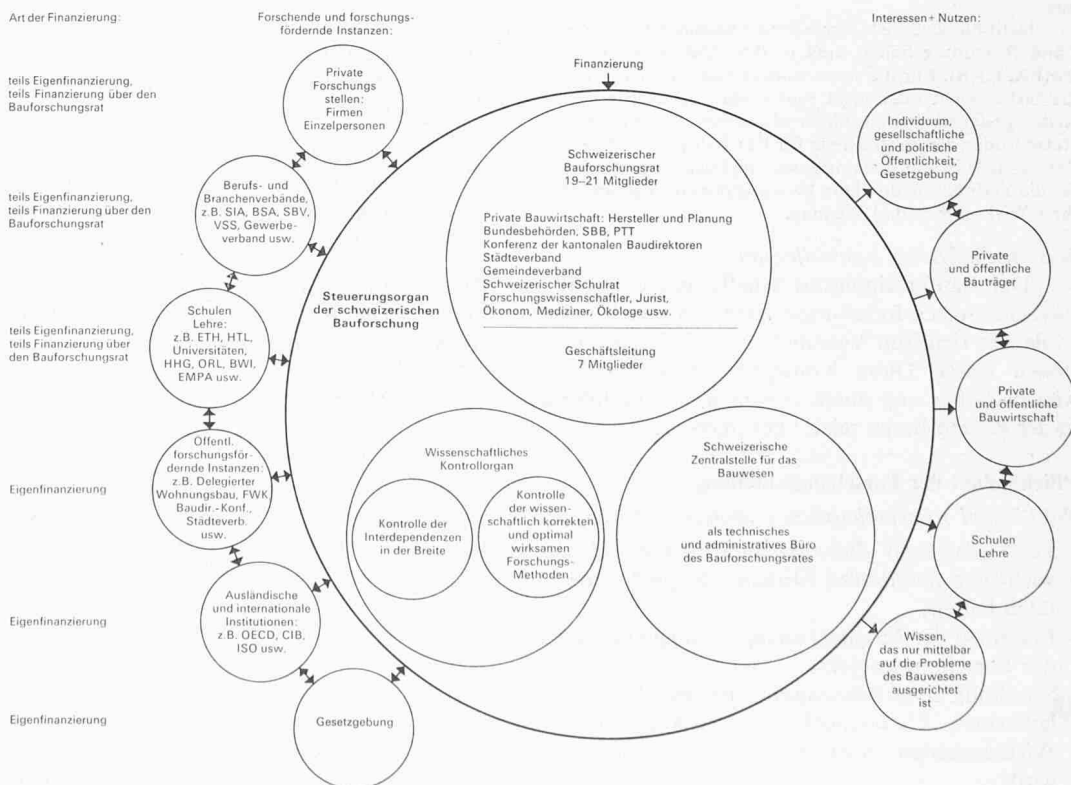 Art der Finanzierung:
Forschende und forschungs-
fördernde Instanzen:
Interessen + Nutzen:
teils Eigenfinanzierung,
teils Finanzierung über den
Bauforschungsrat
teils Eigenfinanzierung,
teils Finanzierung über den
Bauforschungsrat
teils Eigenfinanzierung,
teils Finanzierung über
den Bauforschungsrat
Eigenfinanzierung
Eigenfinanzierung
Eigenfinanzierung
Private
Forschungs
stellen:
Firmen
Einzelpersonen
Berufs- und
Branchenverbände,
z.B. SIA, BSA, SBV,
VSS, Gewerbe-
verband usw.
Schulen
Lehre:
z.B. ETH, HTL,
Universitäten,
HHG, ORL, BWI,
EMPA usw.
Öffentl.
forschungsför-
dernde Instanzen:
z.B. Delegierter
Wohnungsbau, FWK
Baudir.-Konf.,
Städteverb.
usw.
Ausländische
und internationale
Institutionen:
z.B. OECD, CIB,
ISO usw.
Gesetzgebung
Finanzierung
Steuerungsorgan
der schweizerischen
Bauforschung
Schweizerischer
Bauforschungsrat
19–21 Mitglieder
Private Bauwirtschaft: Hersteller und Planung
Bundesbehörden, SBB, PTT
Konferenz der kantonalen Baudirektoren
Städteverband
Gemeindeverband
Schweizerischer Schulrat
Forschungswissenschaftler, Jurist,
Ökonom, Mediziner, Ökologe usw.
Geschäftsleitung
7 Mitglieder
Wissenschaftliches
Kontrollorgan
Kontrolle der
Interdependenzen
in der Breite
Kontrolle
der wissen-
schaftlich korrekten
und optimal
wirksamen
Forschungs-
Methoden
Schweizerische
Zentralstelle für das
Bauwesen
als technisches
und administratives Büro
des Bauforschungsrates
Individuum,
gesellschaftliche
und politische
Öffentlichkeit,
Gesetzgebung
Private
und öffentliche
Bauträger
Private
und öffentliche
Bauwirtschaft
Schulen
Lehre
Wissen,
das nur mittelbar
auf die Probleme
des Bauwesens
ausgerichtet
ist